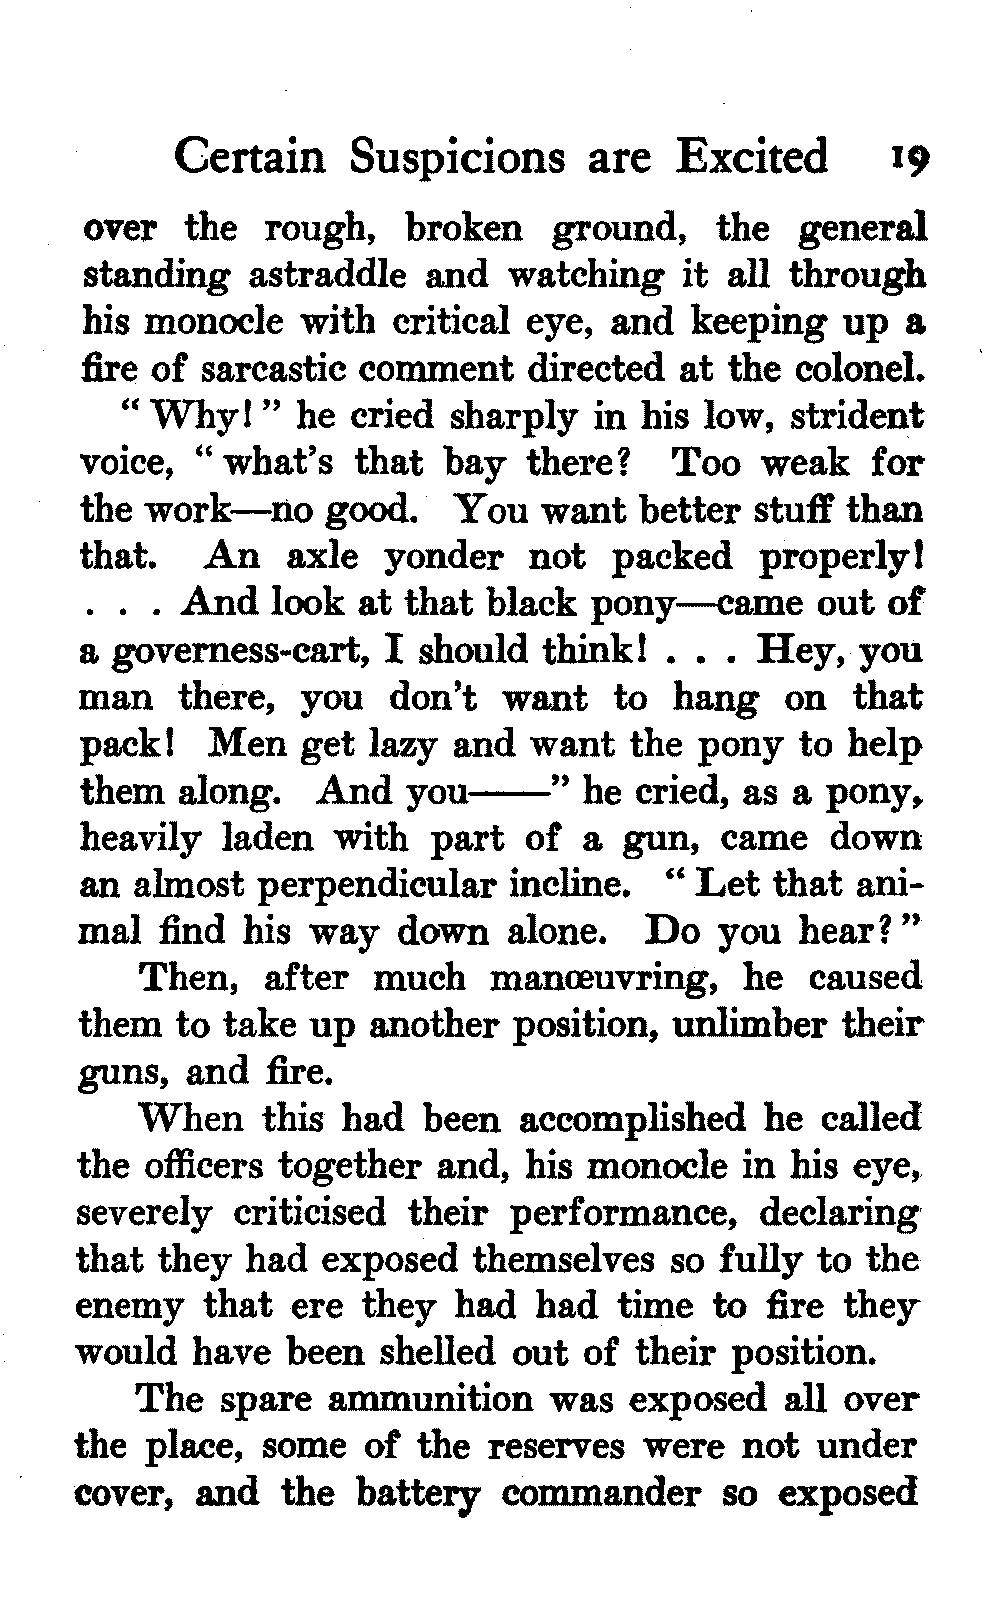 Certain Suspicions are Excited 19
over the rough, broken ground, the general
standing astraddle and watching it all through
his monocle with critical eye, and keeping up a
fire of sarcastic comment directed at the colonel.
“ Why! ” he cried sharply in his low, strident
voice, “ what's that bay there? Too weak for
the work—no good. You want better stuff than
that. An axle yonder not packed properly!
. . . And look at that black pony—came out of
a governess-cart, I should think! . . . Hey, you
man there, you don't want to hang on that
pack! Men get lazy and want the pony to help
them along. And you——” he cried, as a pony,
heavily laden with part of a gun, came down
an almost perpendicular incline. “ Let that ani-
mal find his way down alone. Do you hear? ”
Then, after much manœuvring, he caused
them to take up another position, unlimber their
guns, and fire.
When this had been accomplished he called
the officers together and, his monocle in his eye,
severely criticised their performance, declaring
that they had exposed themselves so fully to the
enemy that ere they had had time to fire they
would have been shelled out of their position.
The spare ammunition was exposed all over
the place, some of the reserves were not under
cover, and the battery commander so exposed